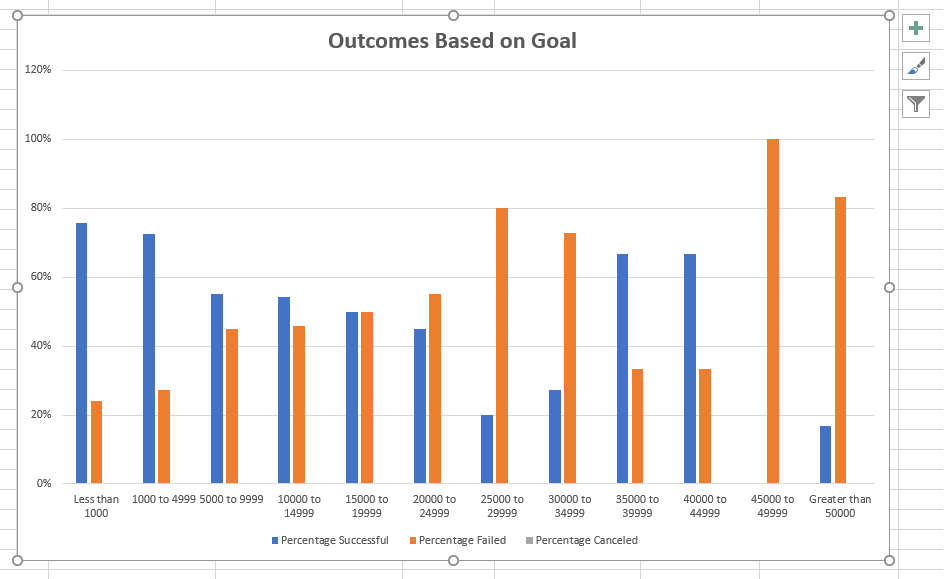 Outcomes Based on Goal
120%
100%
80%
60%
40%
20%
0%
Less than 1000
1000 to 4999
5000 to 9999
10000 to 14999
15000 to 19999
20000 to 24999
25000 to 29999
30000 to 34999
35000 to 39999
40000 to 44999
45000 to 49999
Greater than 50000
Percentage Successful
Percentage Failed
Percentage Canceled